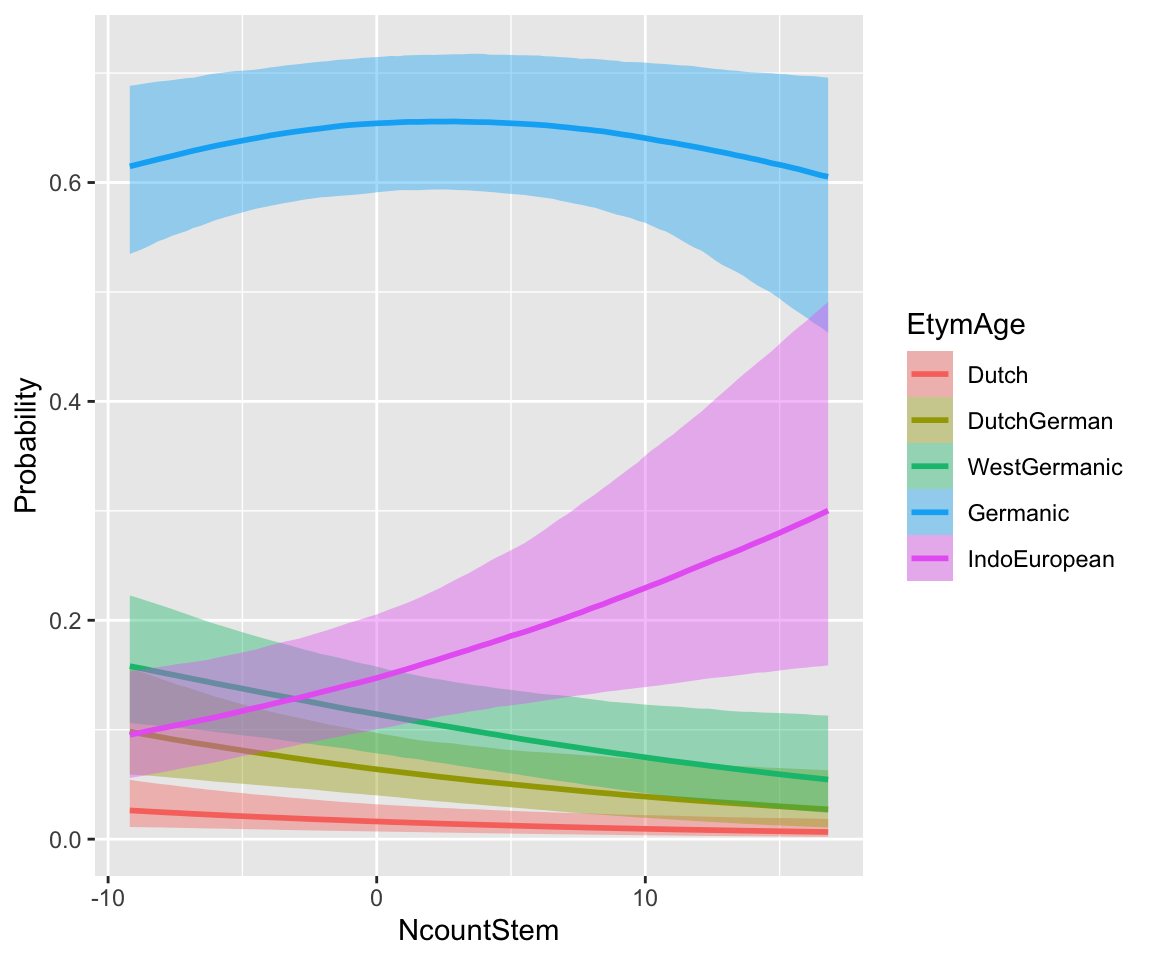 Probability
0.6
0.4
0.2
0.0
-10
0
10
NcountStem
EtymAge
Dutch
DutchGerman
WestGermanic
Germanic
IndoEuropean